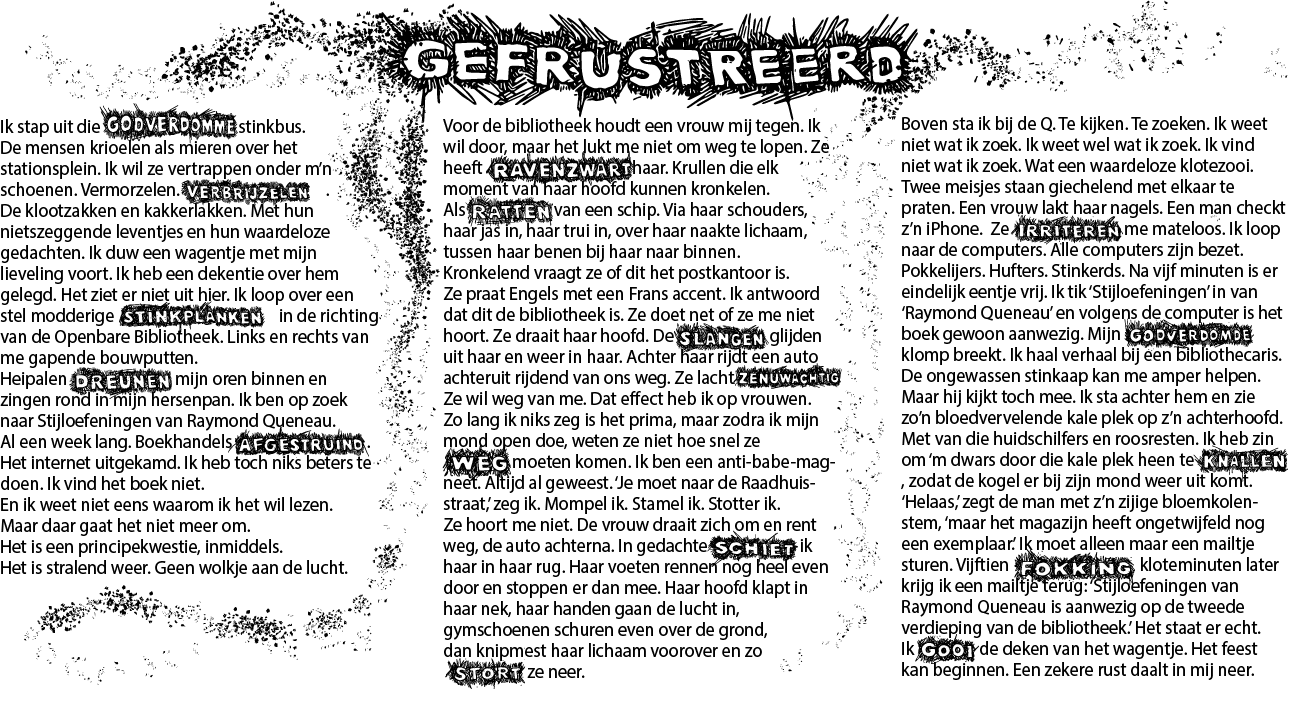 GEFRUSTREERD
Ik stap uit die GODVERDOMME stinkbus.
De mensen krioelen als mieren over het
stationsplein. Ik wil ze vertrappen onder m’n
schoenen. Vermorzelen. VERBRIJZELEN
De klootzakken en kakkerlakken. Met hun
nietszeggende leventjes en hun waardeloze
gedachten. Ik duw een wagentje met mijn
lieveling voort. Ik heb een dekentie over hem
gelegd. Het ziet er niet uit hier. Ik loop over een
stel modderige STINKPLANKEN in de richting
van de Openbare Bibliotheek. Links en rechts van
me gapende bouwputten.
Heipalen DREUNEN mijn oren binnen en
zingen rond in mijn hersenpan. Ik ben op zoek
naar Stijloefeningen van Raymond Queneau.
Al een week lang. Boekhandels AFGESTRUIND.
Het internet uitgekamd. Ik heb toch niks beters te
doen. Ik vind het boek niet.
En ik weet niet eens waarom ik het wil lezen.
Maar daar gaat het niet meer om.
Het is een principekwestie, inmiddels.
Het is stralend weer. Geen wolkje aan de lucht.
Voor de bibliotheek houdt een vrouw mij tegen. Ik
wil door, maar het lukt me niet om weg te lopen. Ze
heeft RAVENZWART haar. Krullen die elk
moment van haar hoofd kunnen kronkelen.
Als RATTEN van een schip. Via haar schouders,
haar jas in, haar trui in, over haar naakte lichaam,
tussen haar benen bij haar naar binnen.
Kronkelend vraagt ze of dit het postkantoor is.
Ze praat Engels met een Frans accent. Ik antwoord
dat dit de bibliotheek is. Ze doet net of ze me niet
hoort. Ze draait haar hoofd. De SLANGEN glijden
uit haar en weer in haar. Achter haar rijdt een auto
achteruit rijdend van ons weg. Ze lacht ZENUWACHTIG
Ze wil weg van me. Dat effect heb ik op vrouwen.
Zo lang ik niks zeg is het prima, maar zodra ik mijn
mond open doe, weten ze niet hoe snel ze
WEG moeten komen. Ik ben een anti-babe-mag-
neet. Altijd al geweest. ‘Je moet naar de Raadhuis-
straat,’ zeg ik. Mompel ik. Stamel ik. Stotter ik.
Ze hoort me niet. De vrouw draait zich om en rent
weg, de auto achterna. In gedachte SCHIET ik
haar in haar rug. Haar voeten rennen nog heel even
door en stoppen er dan mee. Haar hoofd klapt in
haar nek, haar handen gaan de lucht in,
gymschoenen schuren even over de grond,
dan knipmest haar lichaam voorover en zo
STORT ze neer.
Boven sta ik bij de Q. Te kijken. Te zoeken. Ik weet
niet wat ik zoek. Ik weet wel wat ik zoek. Ik vind
niet wat ik zoek. Wat een waardeloze klotezooi.
Twee meisjes staan giechelend met elkaar te
praten. Een vrouw lakt haar nagels. Een man checkt
z’n iPhone. Ze IRRITEREN me mateloos. Ik loop
naar de computers. Alle computers zijn bezet.
Pokkelijers. Hufters. Stinkerds. Na vijf minuten is er
eindelijk eentje vrij. Ik tik ‘Stijloefeningen’ in van
‘Raymond Queneau’ en volgens de computer is het
boek gewoon aanwezig. Mijn GODVERDOMDE
klomp breekt. Ik haal verhaal bij een bibliothecaris.
De ongewassen stinkaap kan me amper helpen.
Maar hij kijkt toch mee. Ik sta achter hem en zie
zo’n bloedvervelende kale plek op z’n achterhoofd.
Met van die huidschilfers en roosresten. Ik heb zin
om ‘m dwars door die kale plek heen te KNALLEN
, zodat de kogel er bij zijn mond weer uit komt.
‘Helaas,’ zegt de man met z’n zijige bloemkolen-
stem, ‘maar het magazijn heeft ongetwijfeld nog
een exemplaar.’ Ik moet alleen maar een mailtje
sturen. Vijftien FOKKING kloteminuten later
krijg ik een mailtje terug: ‘Stijloefeningen van
Raymond Queneau is aanwezig op de tweede
verdieping van de bibliotheek.’ Het staat er echt.
Ik GOOI de deken van het wagentje. Het feest
kan beginnen. Een zekere rust daalt in mij neer.